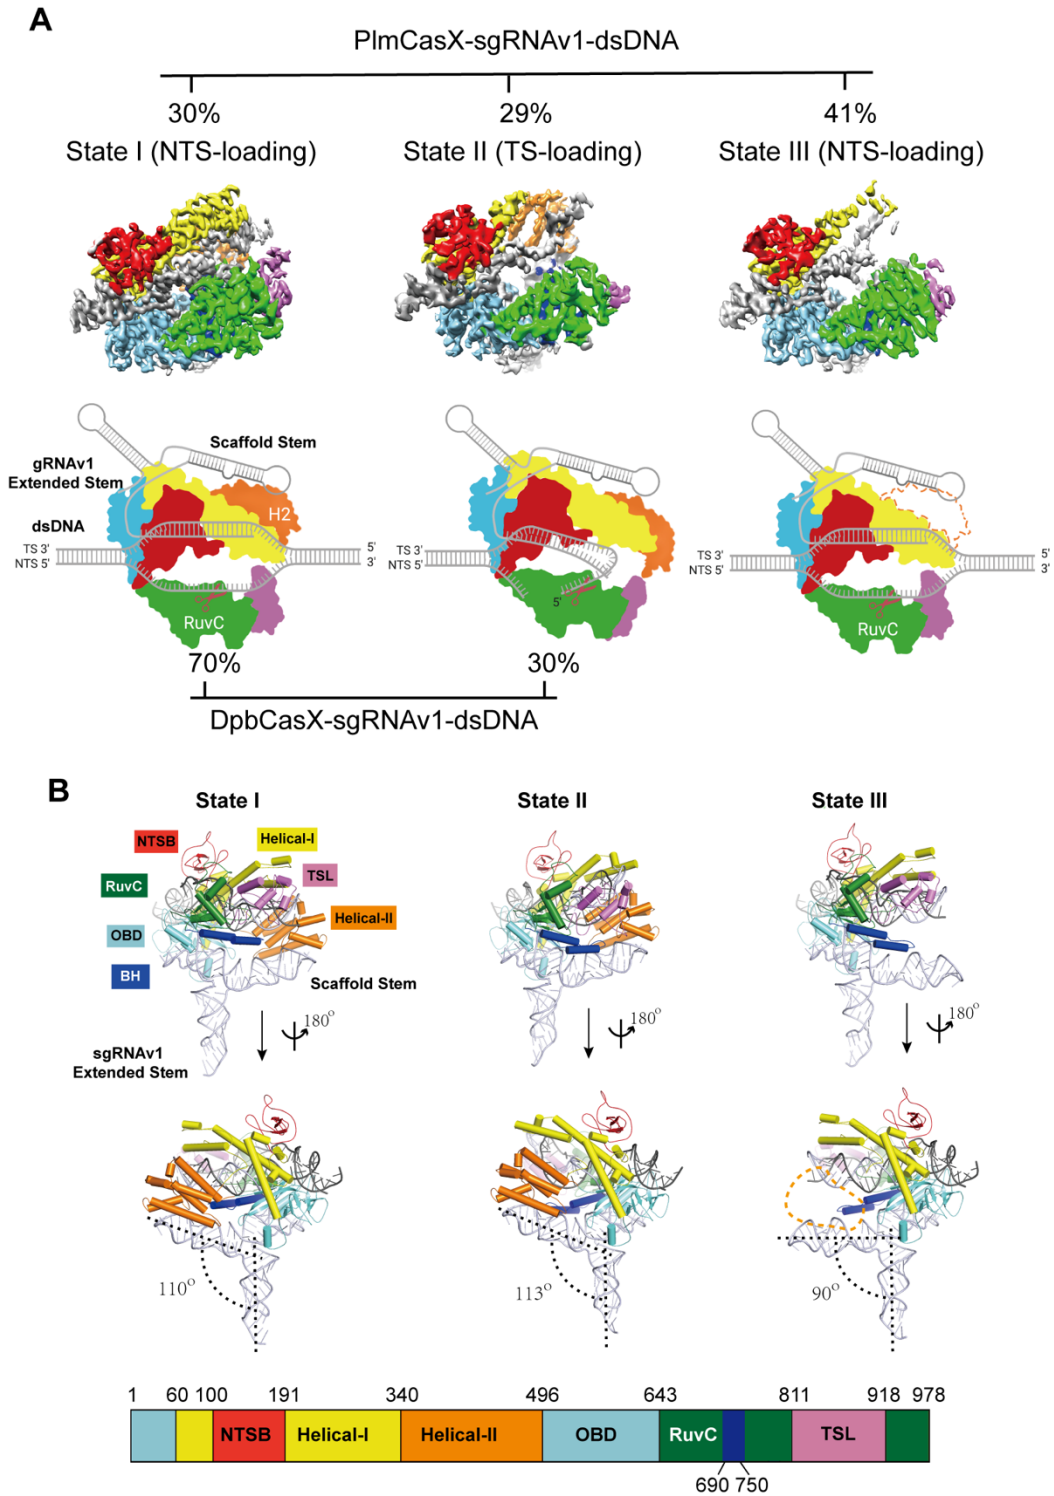 A
PlmCasX-sgRNAv1-dsDNA
30% 29% 41%
State I (NTS-loading) State II (TS-loading) State III (NTS-loading)
Scaffold Stem
gRNAv1
Extended Stem
H2
dsDNA
TS 3' 5'
NTS 5' 3'
RuvC
TS 3'
NTS 5'
5'
TS 3' 5'
NTS 5' 3'
RuvC
70% 30%
DpbCasX-sgRNAv1-dsDNA
B
State I State II State III
NTSB
Helical-I
RuvC
TSL
Helical-II
OBD
BH
Scaffold Stem
180° 180° 180°
sgRNAv1
Extended Stem
110° 113° 90°
1 60 100 191 340 496 643 811 918 978
NTSB Helical-I Helical-II OBD RuvC TSL
690 750